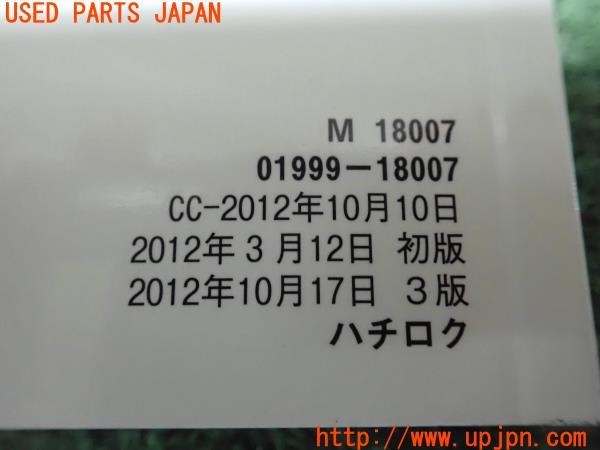 USED PARTS JAPAN
M 18007
01999－18007
CC-2012年10月10日
2012年 3 月12日 初版
2012年10月17日 ３版
ハチロク
http://www.upjpn.com